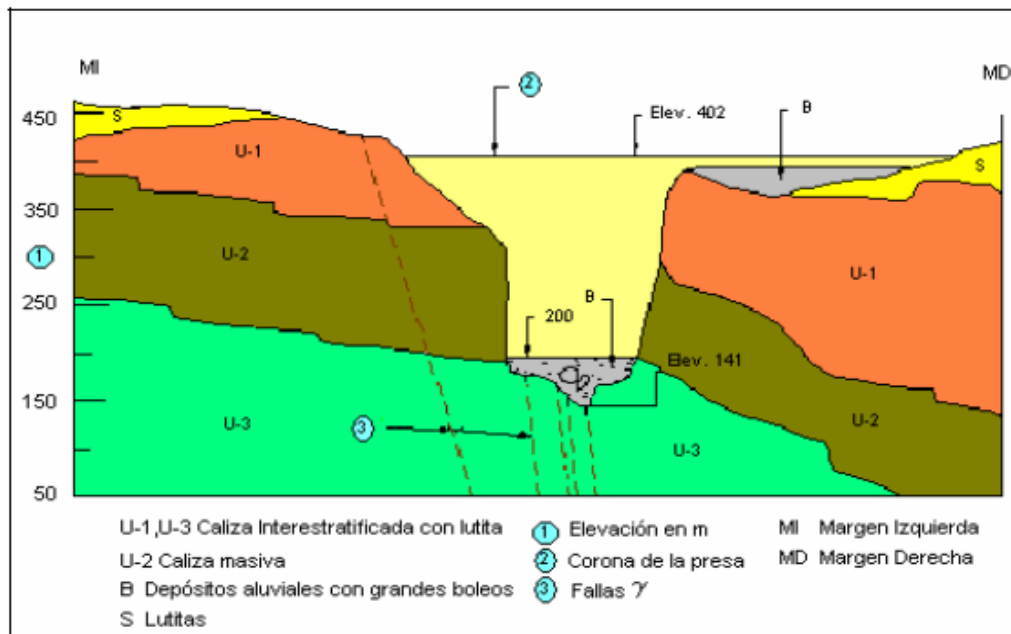 MI
MD
2
B
450
S
Elev. 402
U-1
S
350
U-2
U-1
1
250
B
200
Elev. 141
150
3
U-3
U-3
U-2
50
U-1,U-3 Caliza Interestratificada con lutita
U-2 Caliza masiva
B Depósitos aluviales con grandes boleos
S Lutitas
1 Elevación en m
2 Corona de la presa
3 Fallas γ
MI Margen Izquierda
MD Margen Derecha